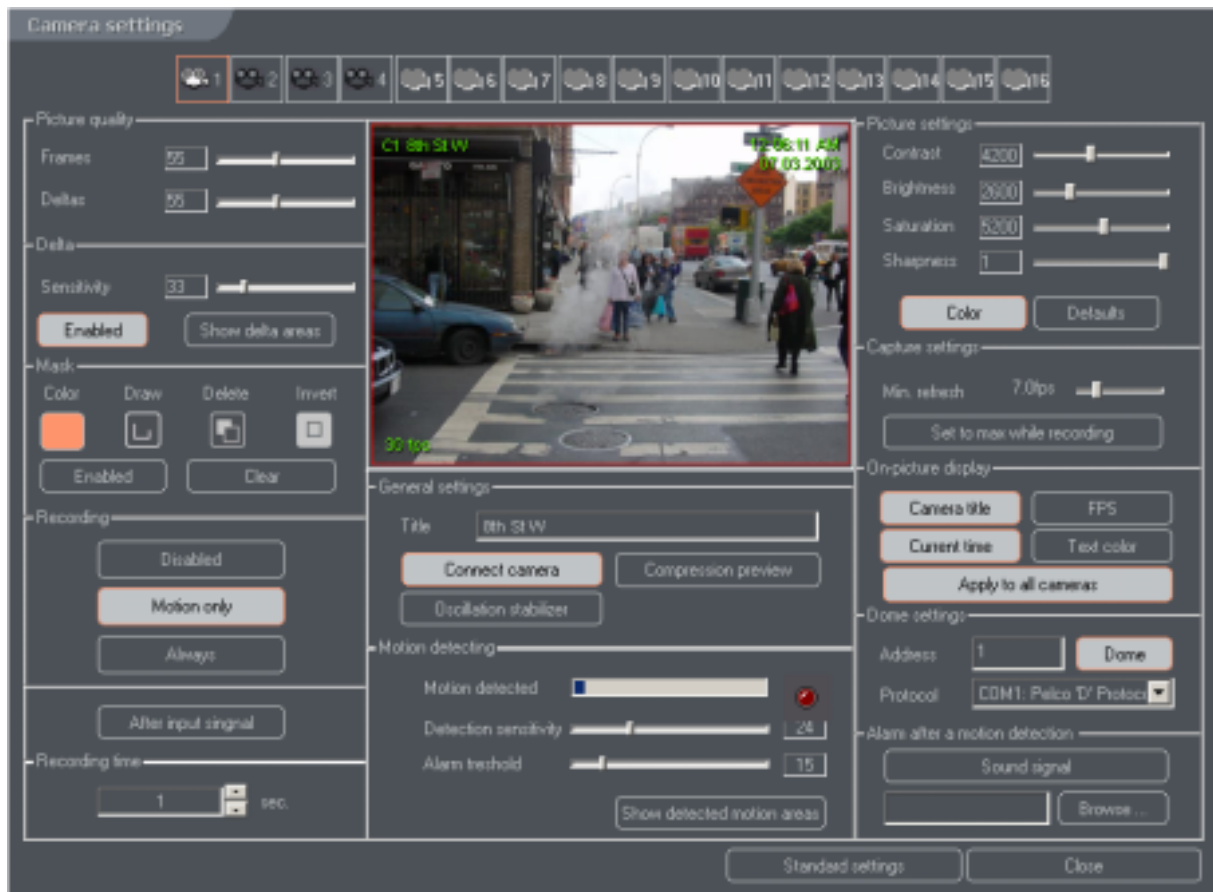 Camera settings
1 2 3 4 5 6 7 8 9 10 11 12 13 14 15 16
Picture quality
Frames 55
Deltas 55
Delta
Sensitivity 33
Enabled Show delta areas
Mask
Color Draw Delete Invert
Enabled Clear
Recording
Disabled
Motion only
Always
After input singnal
Recording time
1 sec.
C1 8th St W
07.03.2003
30 fps
General settings
Title 8th St W
Connect camera Compression preview
Oscillation stabilizer
Motion detecting
Motion detected
Detection sensitivity 24
Alarm treshold 15
Show detected motion areas
Picture settings
Contrast 4200
Brightness 2600
Saturation 5200
Sharpness 1
Color Defaults
Capture settings
Min. refresh 7.0fps
Set to max while recording
On-picture display
Camera title FPS
Current time Text color
Apply to all cameras
Dome settings
Address 1 Dome
Protocol COM1: Pelco 'D' Protoc
Alarm after a motion detection
Sound signal
Browse ...
Standard settings Close